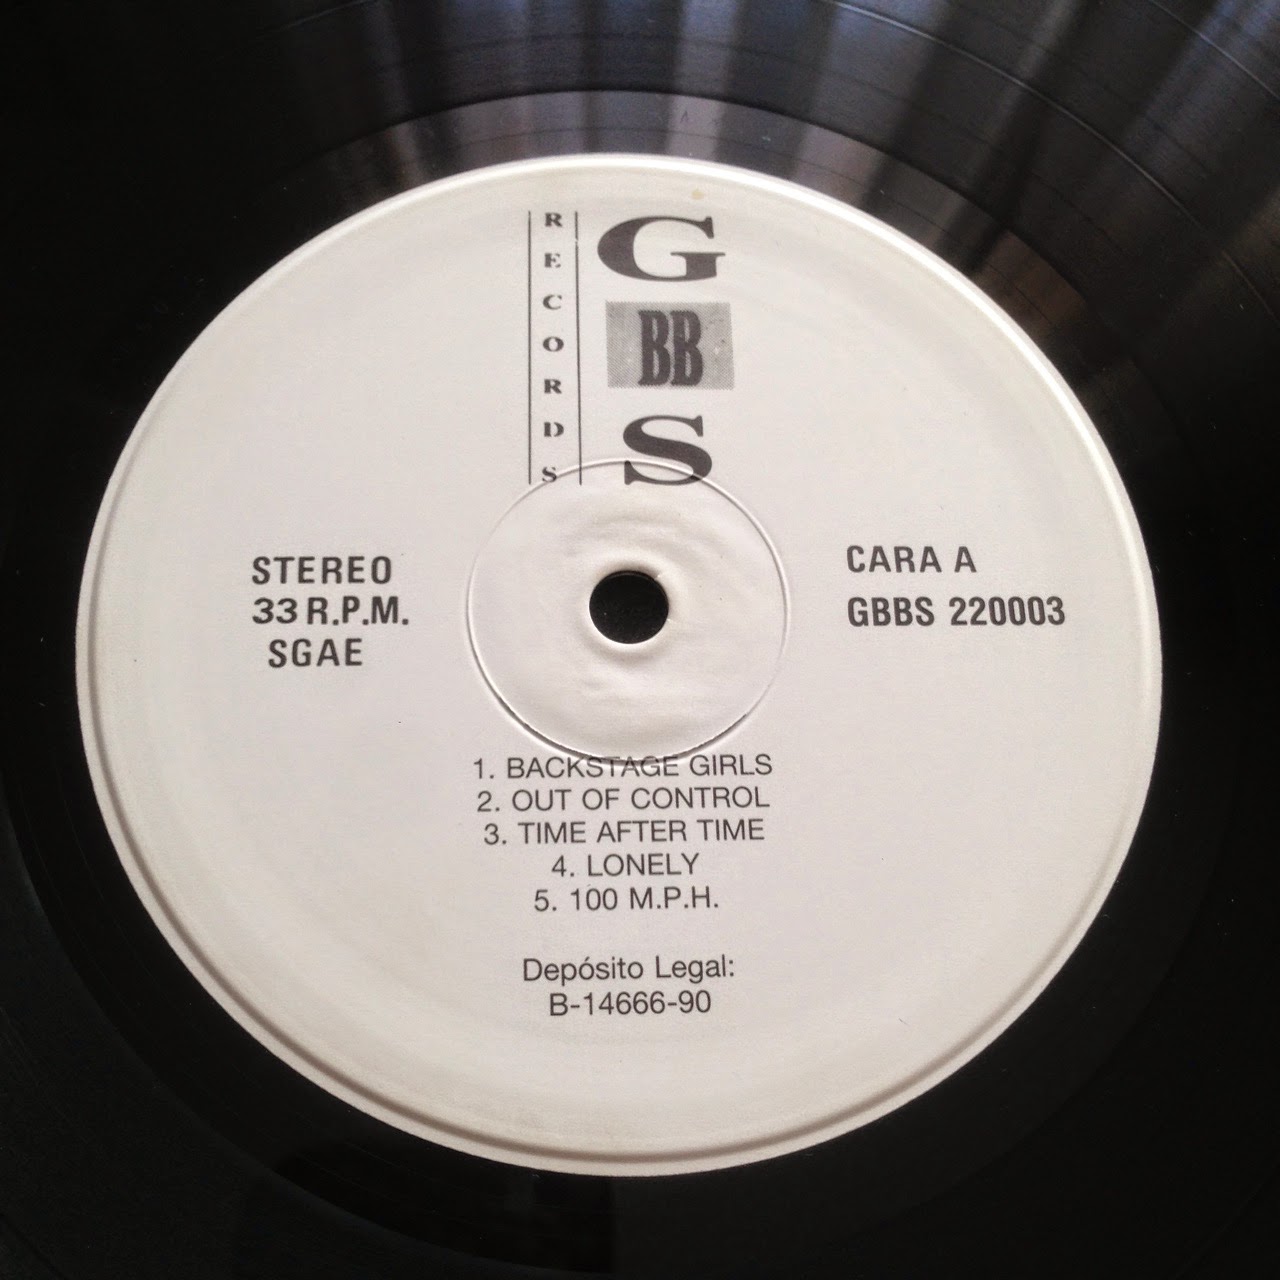 RECORDS
G
BB
S
STEREO
33 R.P.M.
SGAE
CARA A
GBBS 220003
1. BACKSTAGE GIRLS
2. OUT OF CONTROL
3. TIME AFTER TIME
4. LONELY
5. 100 M.P.H.
Depósito Legal:
B-14666-90